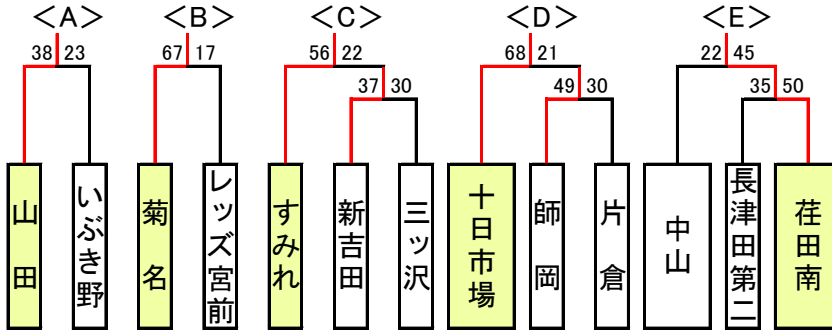 ＜A＞ ＜B＞ ＜C＞ ＜D＞ ＜E＞
38 23 67 17 56 22 68 21 22 45
37 30 49 30 35 50
山田
いぶき野
菊名
レッズ宮前
すみれ
新吉田
三ッ沢
十日市場
師岡
片倉
中山
長津田第二
荏田南